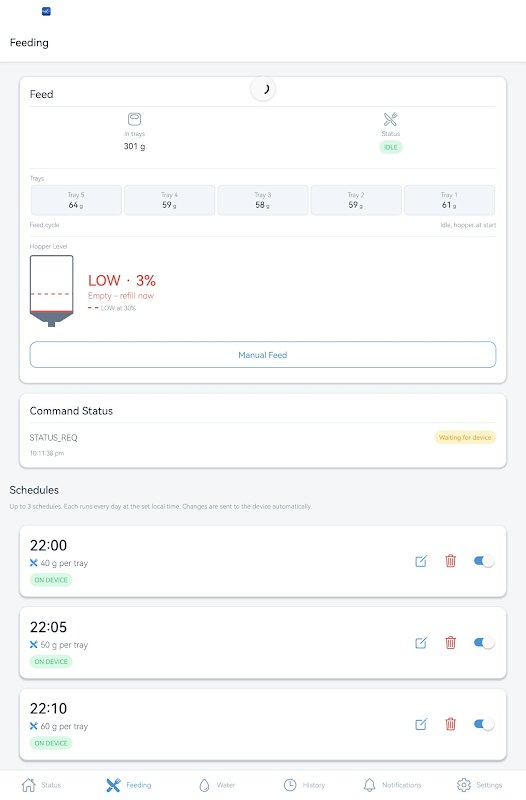 Feeding
Feed
In trays
301 g
Status
IDLE
Trays
Tray 5
64 g
Tray 4
59 g
Tray 3
58 g
Tray 2
59 g
Tray 1
61 g
Feed cycle
Idle, hopper at start
Hopper Level
LOW · 3%
Empty – refill now
LOW at 30%
Manual Feed
Command Status
STATUS_REQ
Waiting for device
10:11:38 pm
Schedules
Up to 3 schedules. Each runs every day at the set local time. Changes are sent to the device automatically.
22:00
40 g per tray
ON DEVICE
22:05
50 g per tray
ON DEVICE
22:10
60 g per tray
ON DEVICE
Status
Feeding
Water
History
Notifications
Settings